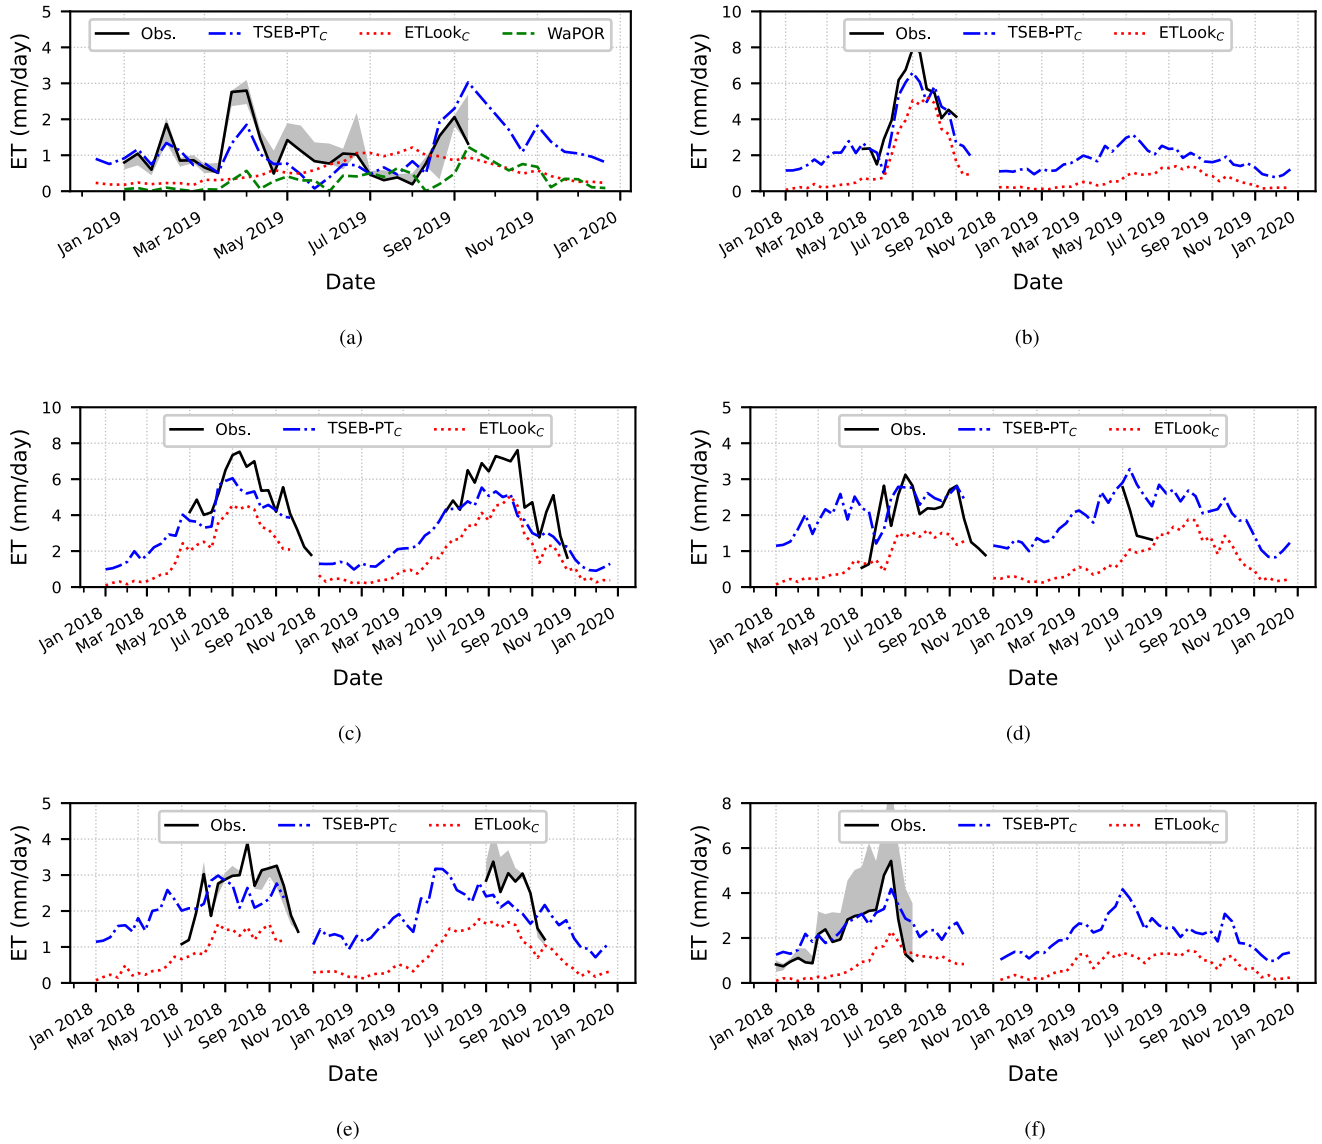 5
4
3
2
1
0
ET (mm/day)
Obs. TSEB-PT_C ETLook_C WaPOR
Jan 2019 Mar 2019 May 2019 Jul 2019 Sep 2019 Nov 2019 Jan 2020
Date
(a)
10
8
6
4
2
0
ET (mm/day)
Obs. TSEB-PT_C ETLook_C
Jan 2018 Mar 2018 May 2018 Jul 2018 Sep 2018 Nov 2018 Jan 2019 Mar 2019 May 2019 Jul 2019 Sep 2019 Nov 2019 Jan 2020
Date
(b)
10
8
6
4
2
0
ET (mm/day)
Obs. TSEB-PT_C ETLook_C
Jan 2018 Mar 2018 May 2018 Jul 2018 Sep 2018 Nov 2018 Jan 2019 Mar 2019 May 2019 Jul 2019 Sep 2019 Nov 2019 Jan 2020
Date
(c)
5
4
3
2
1
0
ET (mm/day)
Obs. TSEB-PT_C ETLook_C
Jan 2018 Mar 2018 May 2018 Jul 2018 Sep 2018 Nov 2018 Jan 2019 Mar 2019 May 2019 Jul 2019 Sep 2019 Nov 2019 Jan 2020
Date
(d)
5
4
3
2
1
0
ET (mm/day)
Obs. TSEB-PT_C ETLook_C
Jan 2018 Mar 2018 May 2018 Jul 2018 Sep 2018 Nov 2018 Jan 2019 Mar 2019 May 2019 Jul 2019 Sep 2019 Nov 2019 Jan 2020
Date
(e)
8
6
4
2
0
ET (mm/day)
Obs. TSEB-PT_C ETLook_C
Jan 2018 Mar 2018 May 2018 Jul 2018 Sep 2018 Nov 2018 Jan 2019 Mar 2019 May 2019 Jul 2019 Sep 2019 Nov 2019 Jan 2020
Date
(f)